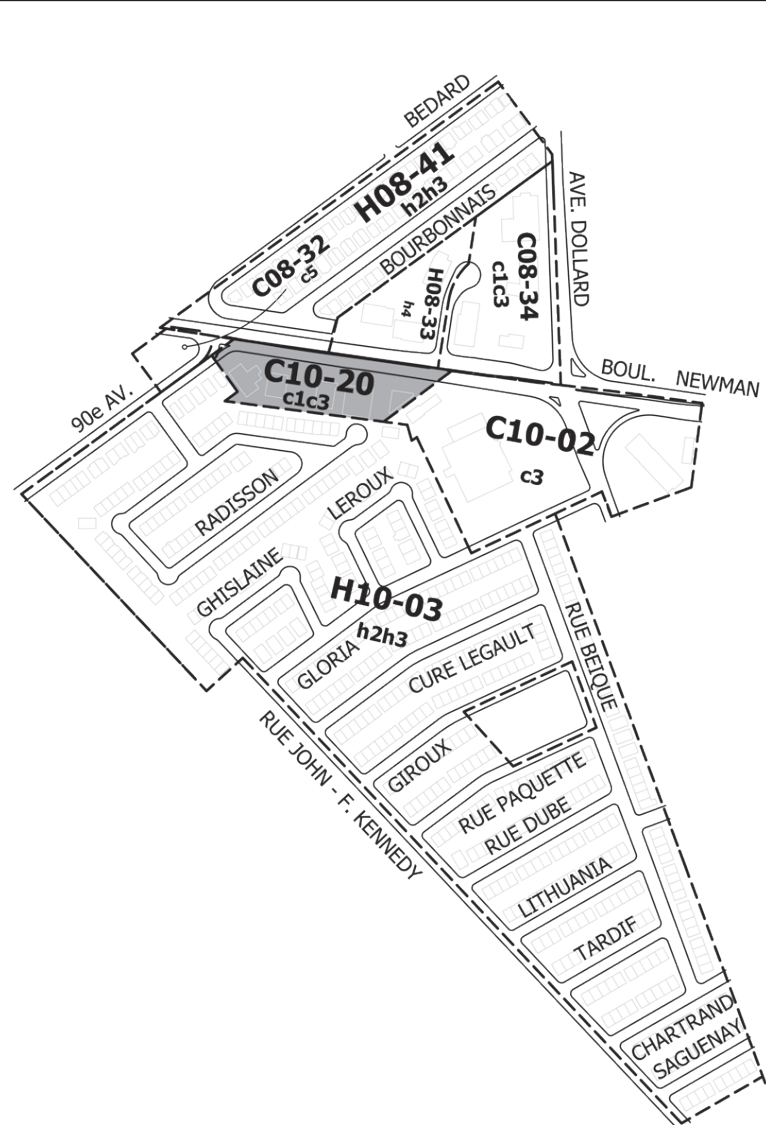 BEDARD
H08-41
h2h3
AVE. DOLLARD
BOURBONNAIS
C08-32
c5
C08-34
c1c3
H08-33
h4
BOUL. NEWMAN
C10-20
c1c3
90e AV.
C10-02
c3
RADISSON
LEROUX
GHISLAINE
H10-03
h2h3
GLORIA
CURE LEGAULT
RUE BEIQUE
RUE JOHN - F. KENNEDY
GIROUX
RUE PAQUETTE
RUE DUBE
LITHUANIA
TARDIF
CHARTRAND
SAGUENAY